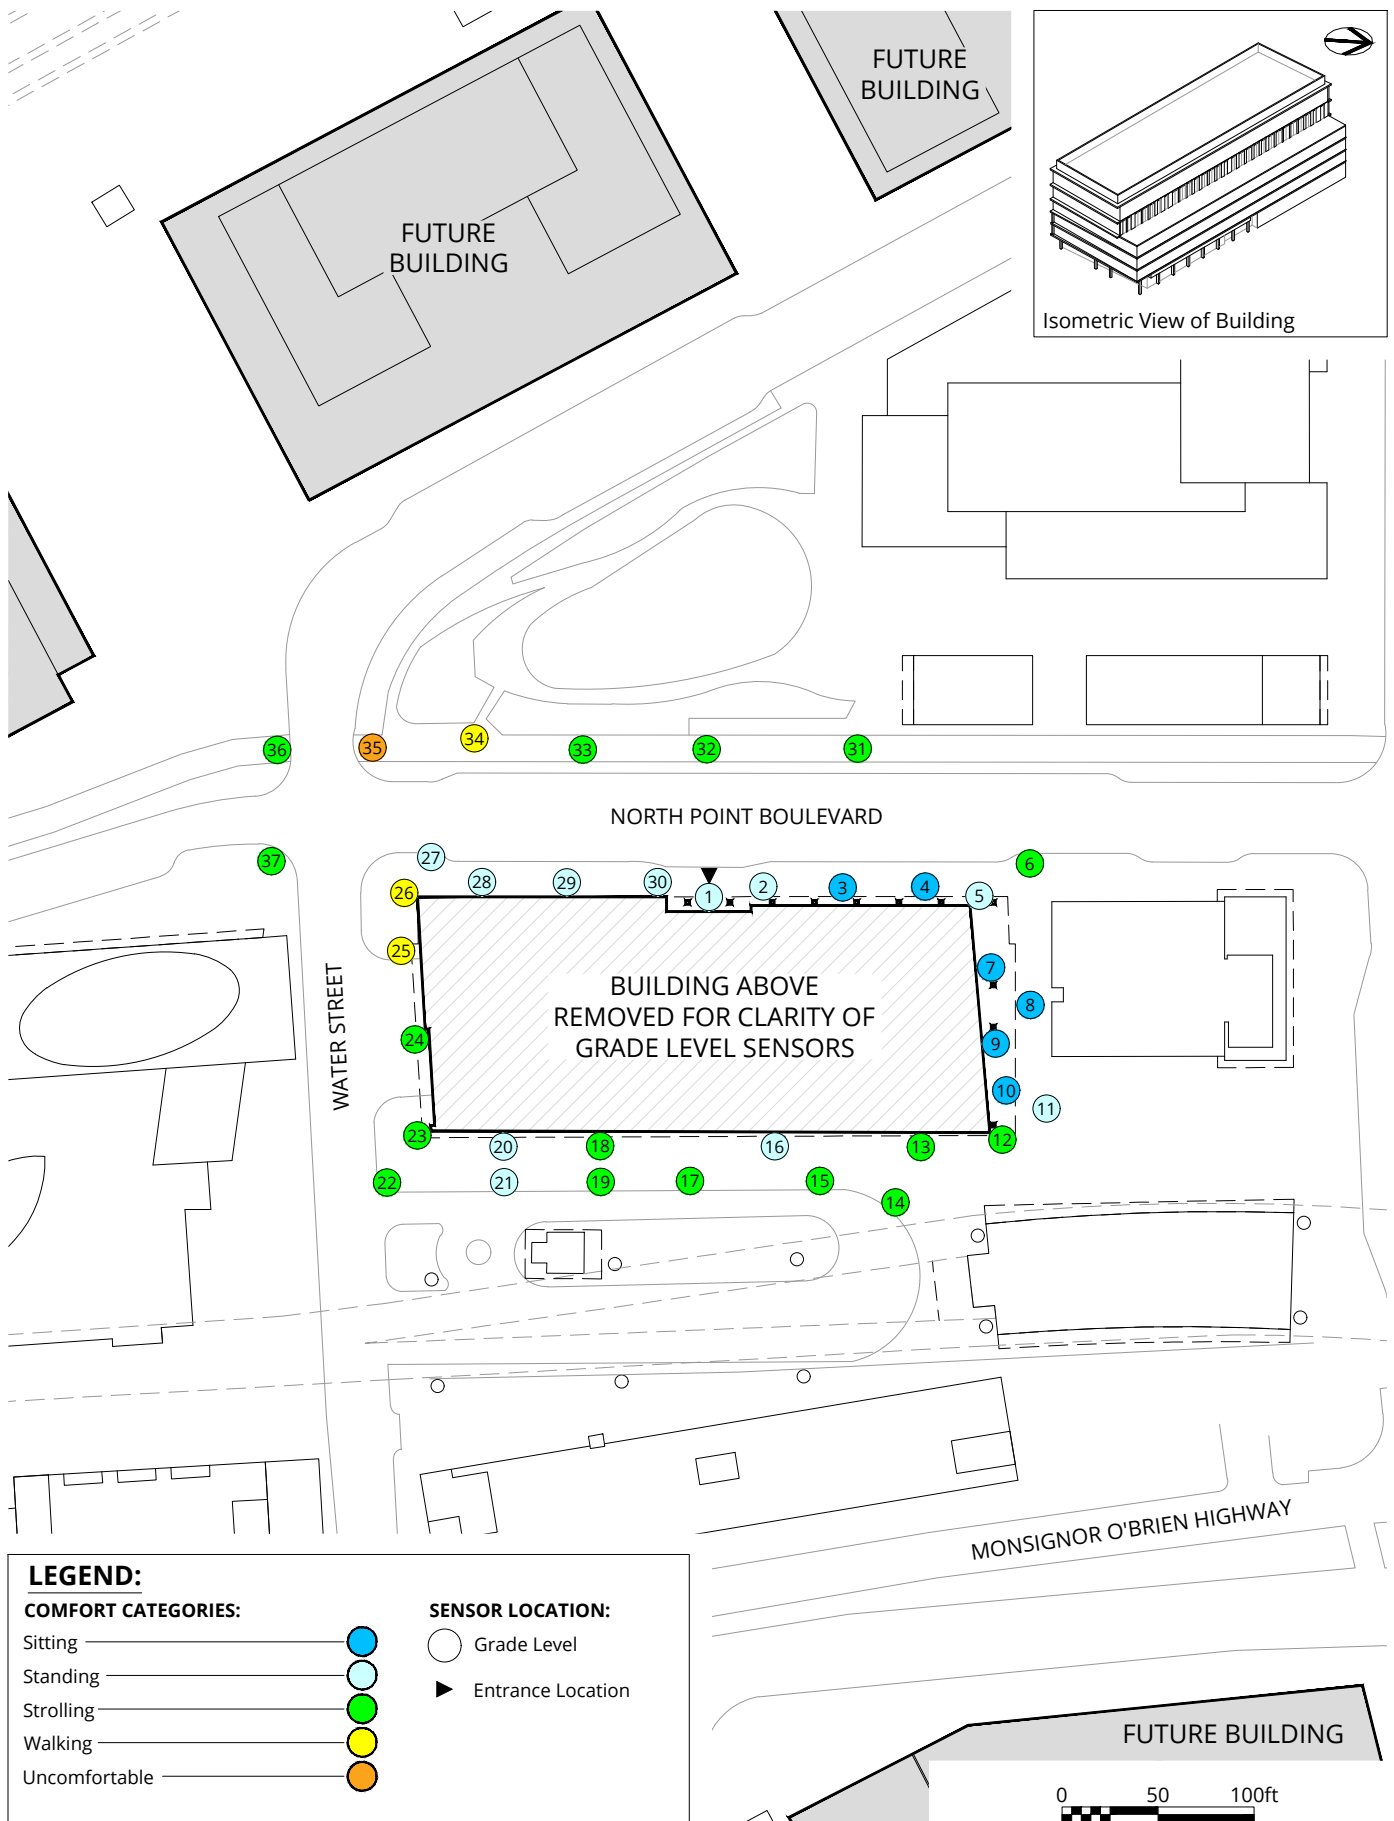 FUTURE
BUILDING
FUTURE
BUILDING
Isometric View of Building
36
35
34
33
32
31
NORTH POINT BOULEVARD
37
27
6
26
28
29
30
1
2
3
4
5
25
7
8
24
9
10
11
WATER STREET
BUILDING ABOVE
REMOVED FOR CLARITY OF
GRADE LEVEL SENSORS
23
20
18
16
13
12
22
21
19
17
15
14
MONSIGNOR O'BRIEN HIGHWAY
LEGEND:
COMFORT CATEGORIES:
Sitting
Standing
Strolling
Walking
Uncomfortable
SENSOR LOCATION:
Grade Level
Entrance Location
FUTURE BUILDING
0 50 100ft